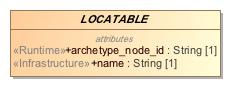 LOCATABLE
attributes
«Runtime»+archetype_node_id : String [1]
«Infrastructure»+name : String [1]